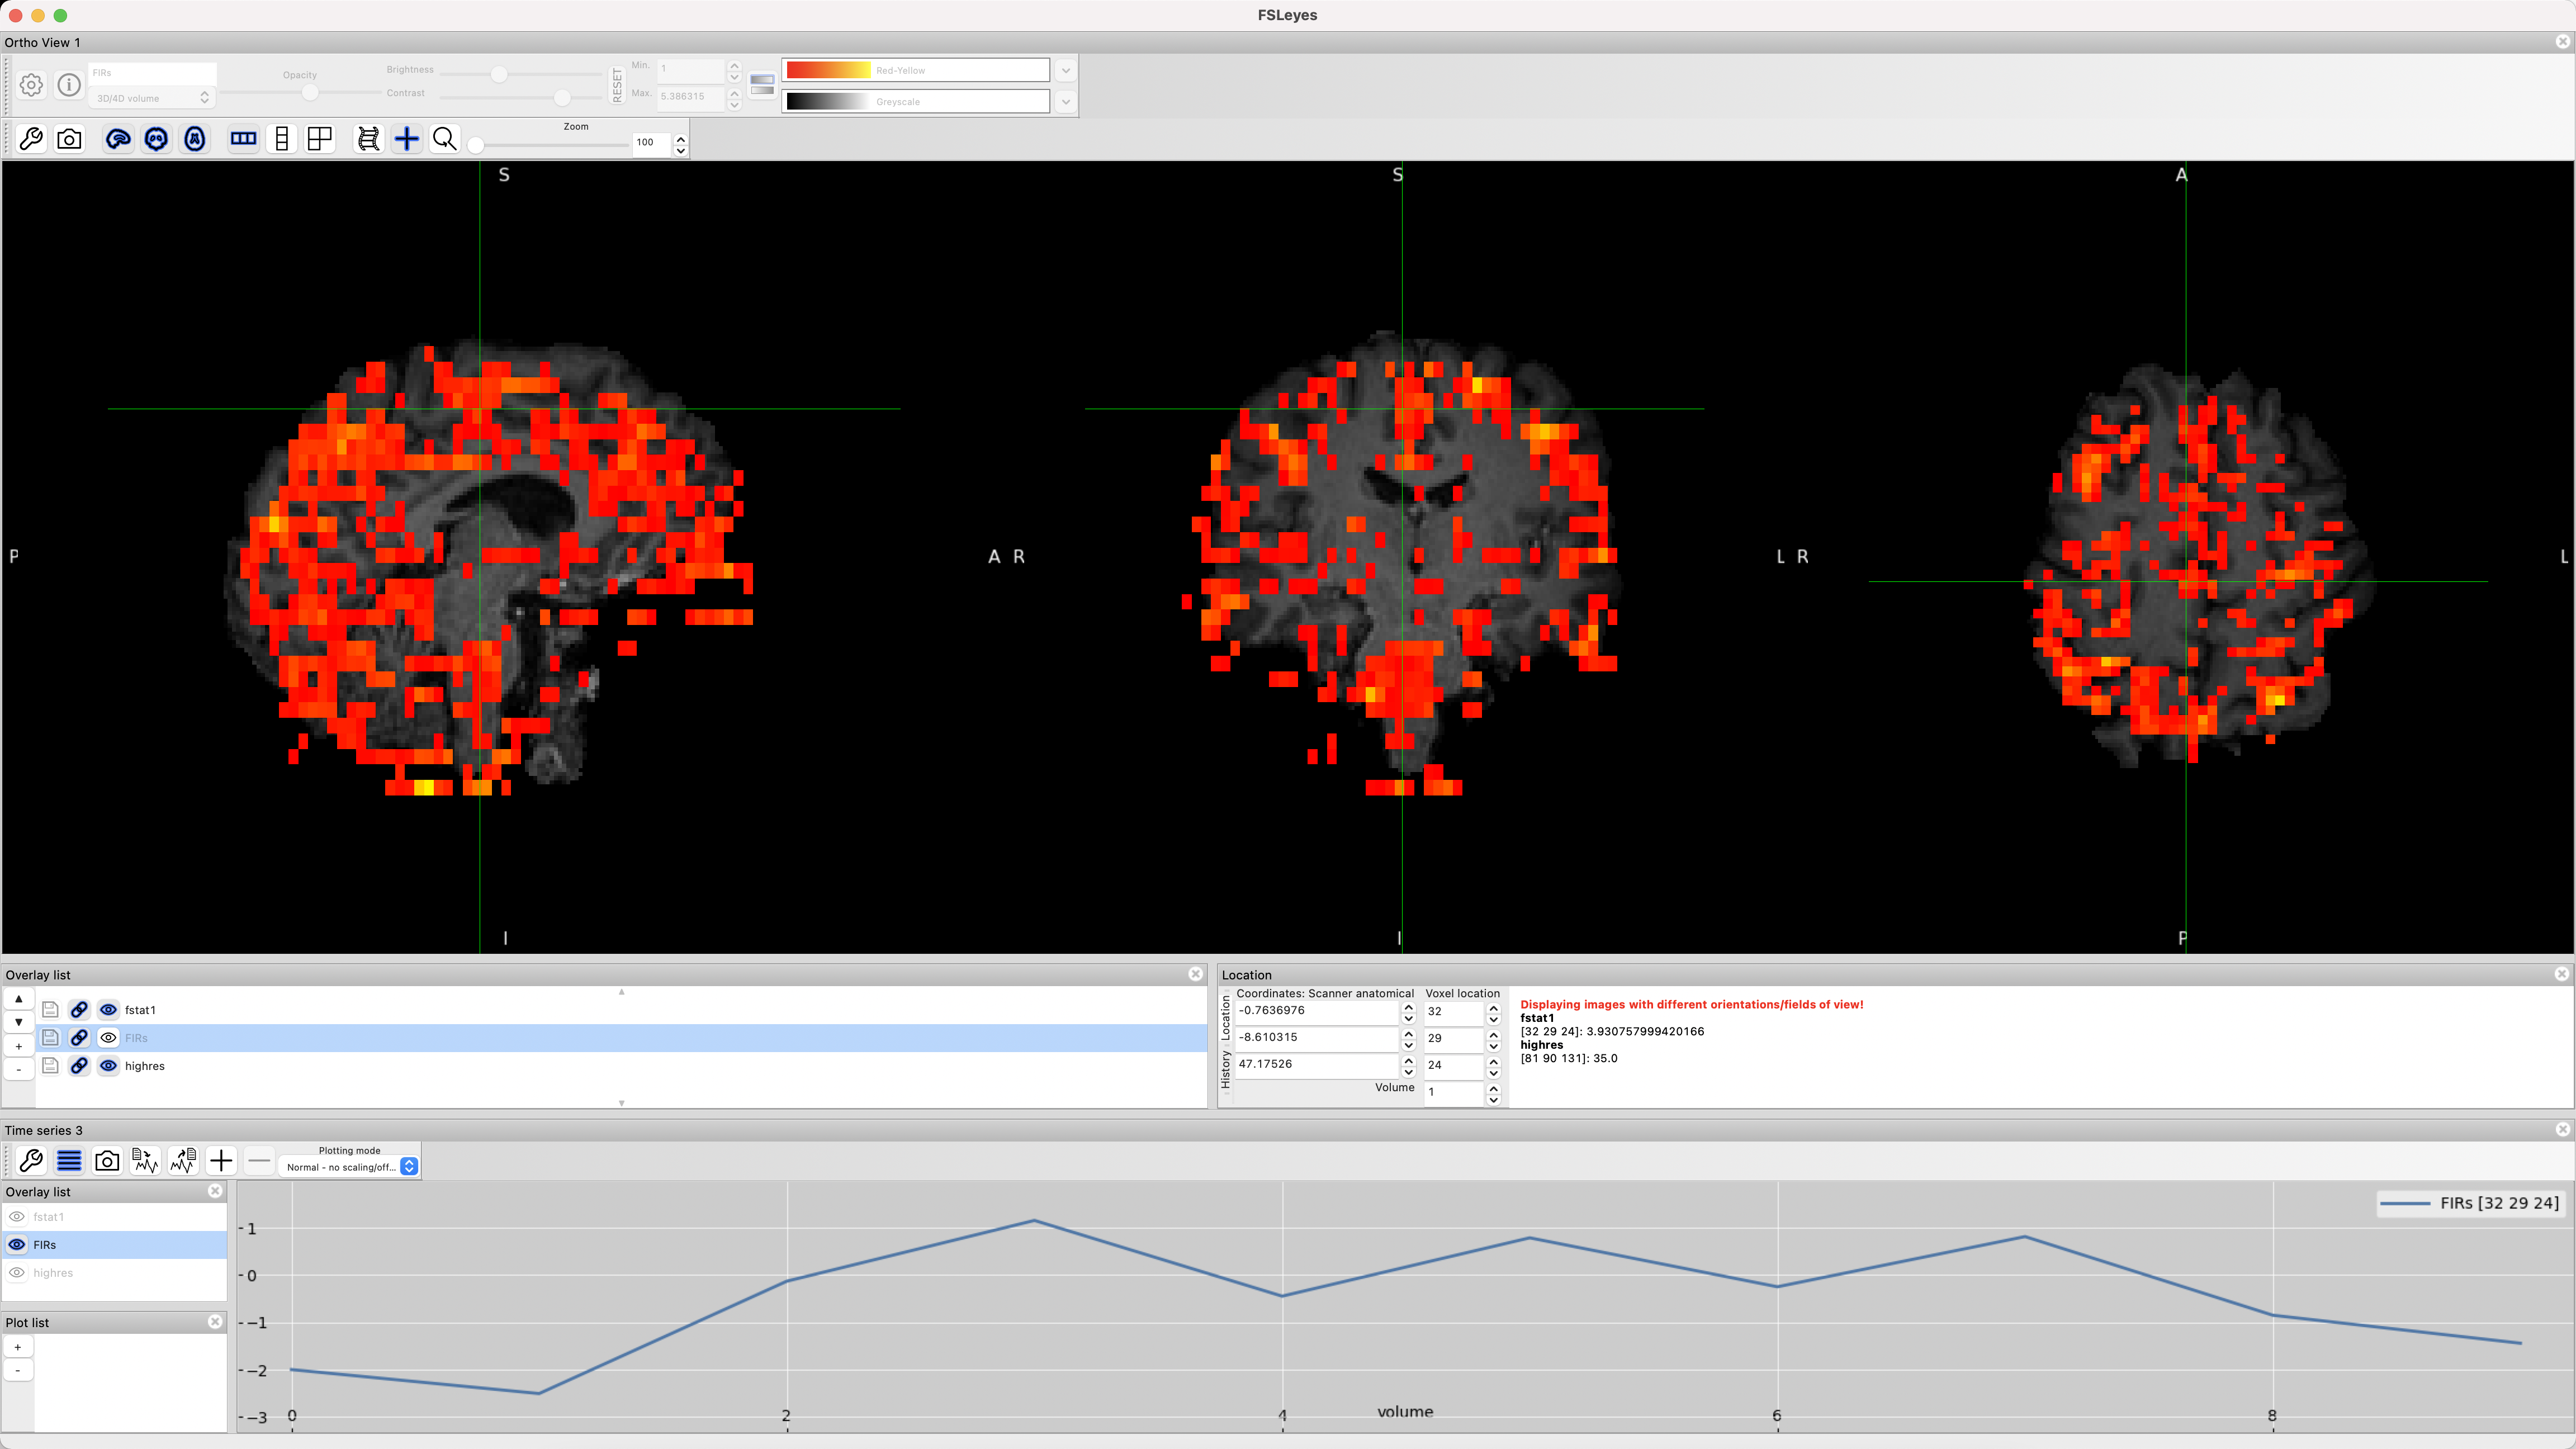 FSLeyes
Ortho View 1
FIRs
3D/4D volume
Opacity
Brightness
Contrast
RESET
Min.
1
Max.
5.386315
Red-Yellow
Greyscale
Zoom
100
S
S
A
P
A R
L R
L
I
I
P
Overlay list
fstat1
FIRs
highres
Location
Location
History
Coordinates: Scanner anatomical
Voxel location
-0.7636976
32
-8.610315
29
47.17526
24
Volume
1
Displaying images with different orientations/fields of view!
fstat1
[32 29 24]: 3.930757999420166
highres
[81 90 131]: 35.0
Time series 3
Plotting mode
Normal - no scaling/off...
Overlay list
fstat1
FIRs
highres
Plot list
+
-
FIRs [32 29 24]
1
0
−1
−2
−3
0
2
4
6
8
volume